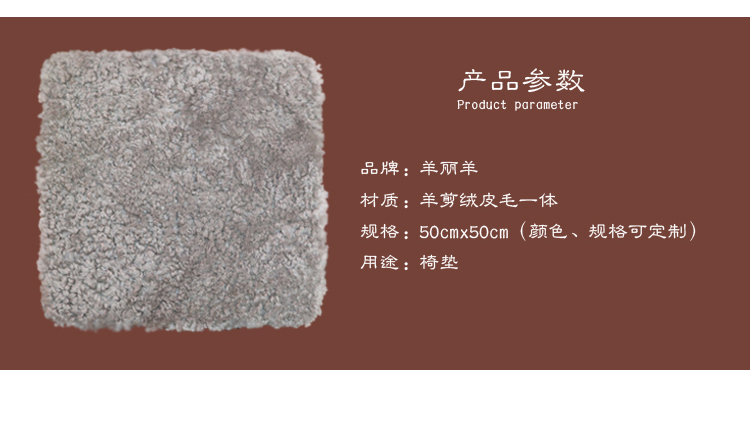 产品参数
Product parameter
品牌：羊丽羊
材质：羊剪绒皮毛一体
规格：50cmx50cm（颜色、规格可定制）
用途：椅垫